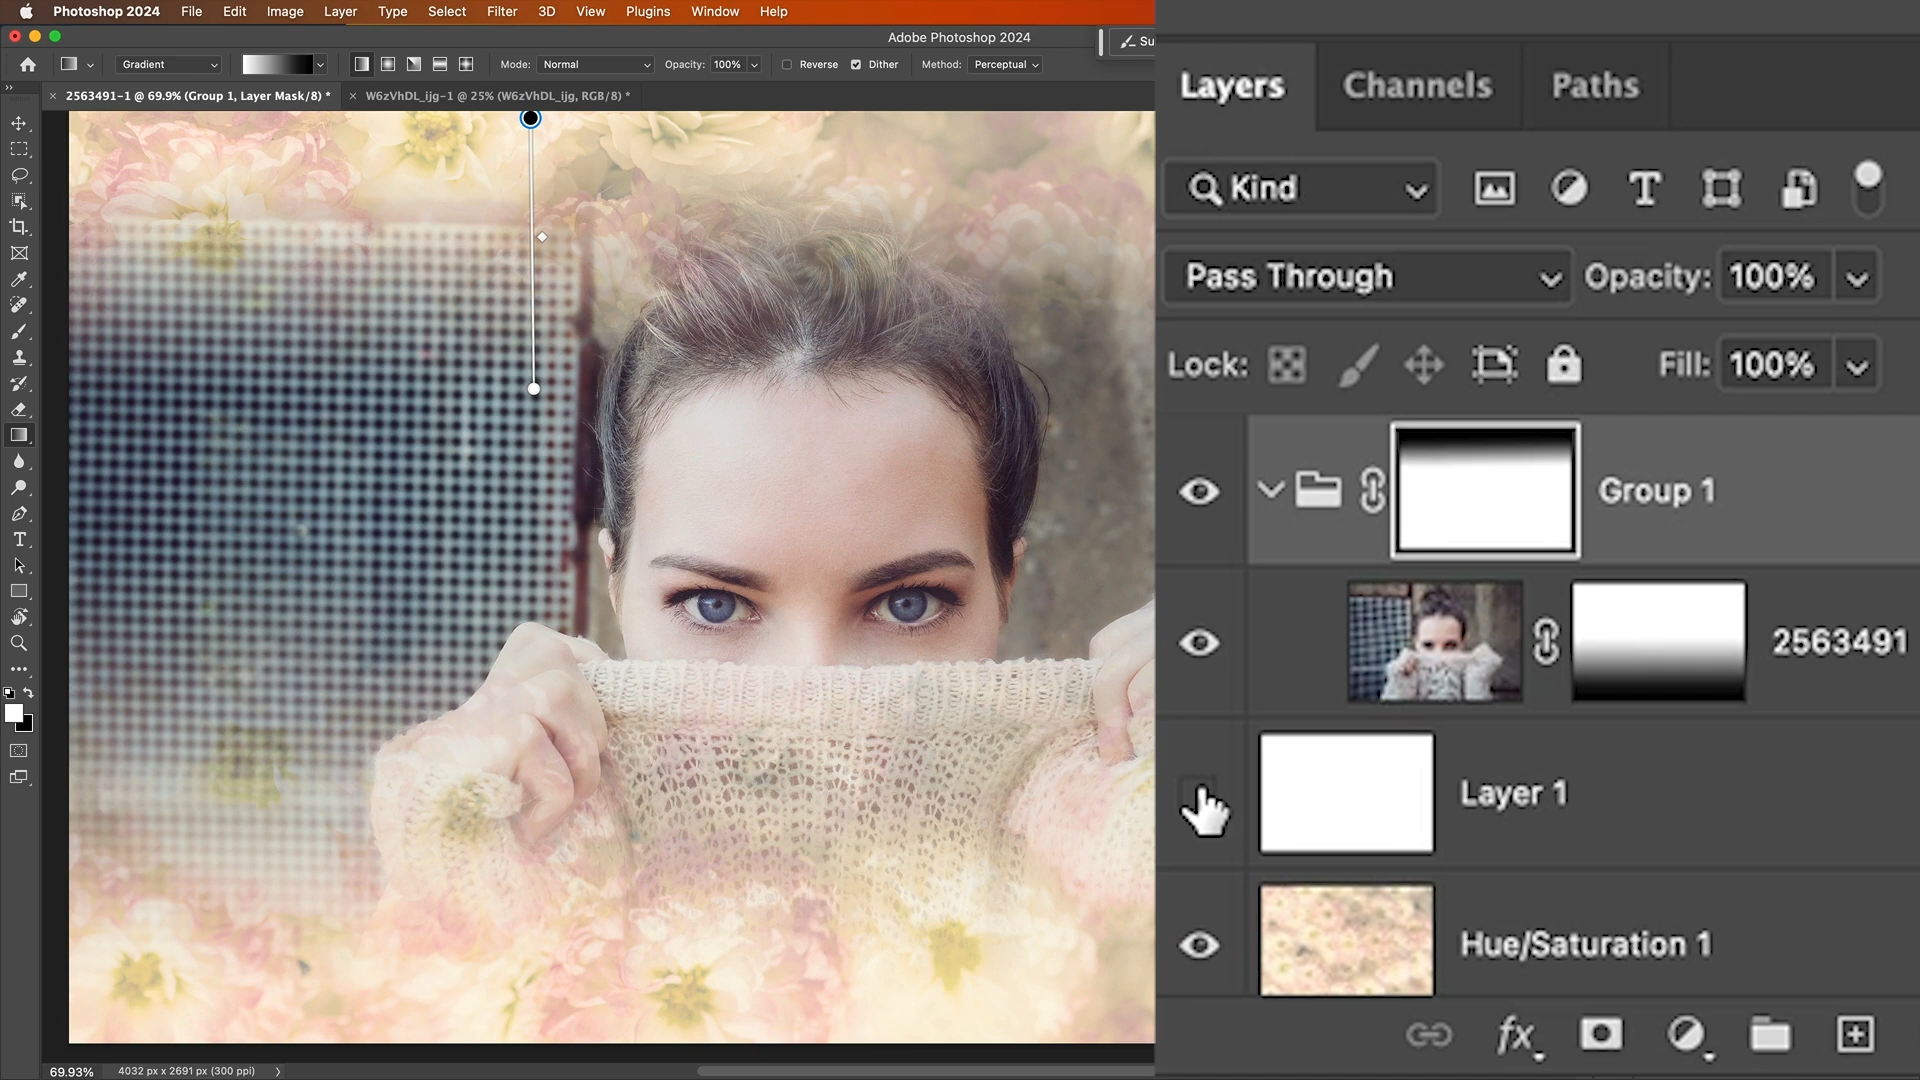 Photoshop 2024 File Edit Image Layer Type Select Filter 3D View Plugins Window Help
Adobe Photoshop 2024
Su
Gradient Mode: Normal Opacity: 100% Reverse Dither Method: Perceptual
2563491-1 @ 69.9% (Group 1, Layer Mask/8) * W6zVhDL_ijg-1 @ 25% (W6zVhDL_ijg, RGB/8) *
Layers Channels Paths
Kind
Pass Through Opacity: 100%
Lock: Fill: 100%
Group 1
2563491
Layer 1
Hue/Saturation 1
fx
69.93% 4032 px x 2691 px (300 ppi)